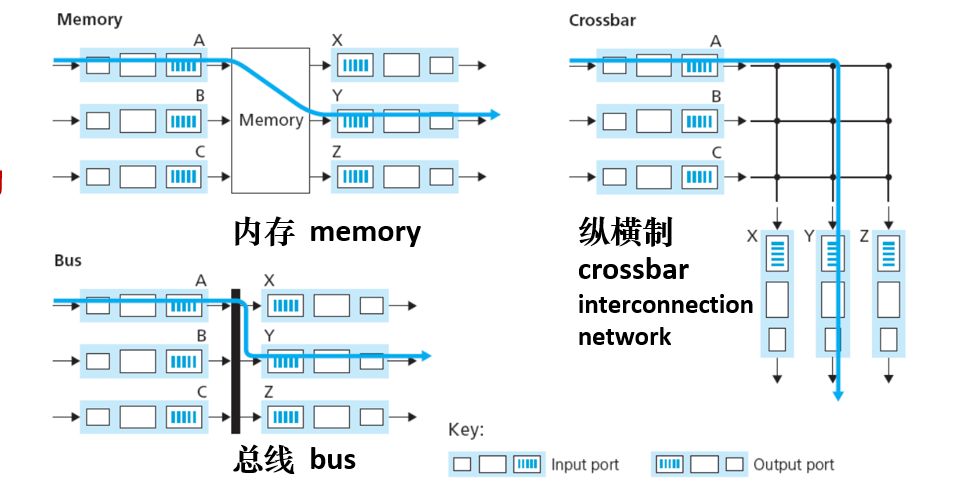 Memory
A
X
B
Y
Memory
C
Z
内存 memory
Crossbar
A
B
C
X
Y
Z
纵横制
crossbar
interconnection
network
Bus
A
X
B
Y
C
Z
总线 bus
Key:
Input port
Output port